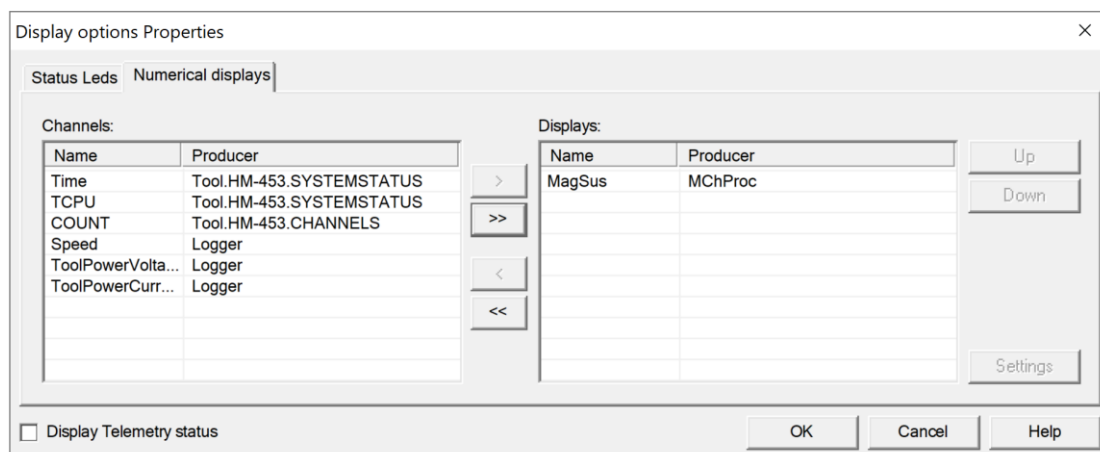 Display options Properties
Status Leds Numerical displays
Channels:
Name Producer
Time Tool.HM-453.SYSTEMSTATUS
TCPU Tool.HM-453.SYSTEMSTATUS
COUNT Tool.HM-453.CHANNELS
Speed Logger
ToolPowerVolta... Logger
ToolPowerCurr... Logger
>
>>
<
<<
Displays:
Name Producer
MagSus MChProc
Up
Down
Settings
Display Telemetry status
OK Cancel Help